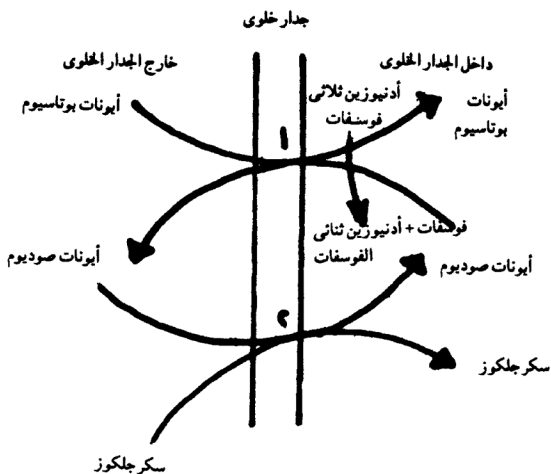 جدار خلوى
خارج الجدار الخلوى
داخل الجدار الخلوى
أيونات بوتاسيوم
أدنيوزين ثلاثى
فوسفات
أيونات
بوتاسيوم
١
فوسفات + أدنيوزين ثنائى
الفوسفات
أيونات صوديوم
أيونات صوديوم
٢
سكر جلكوز
سكر جلكوز